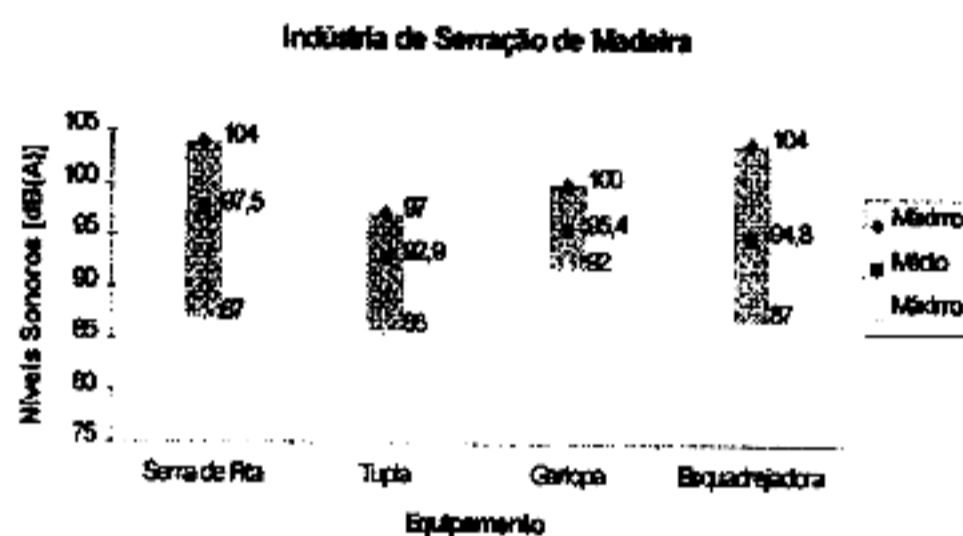 Indústria de Serração de Madeira
Níveis Sonoros [dB(A)]
105
100
95
90
85
80
75
104
97,5
87
97
92,9
100
95,4
92
104
94,8
87
Máximo
Médio
Máximo
Serra de Fita
Tupia
Garlopa
Esquadrejadora
Equipamento